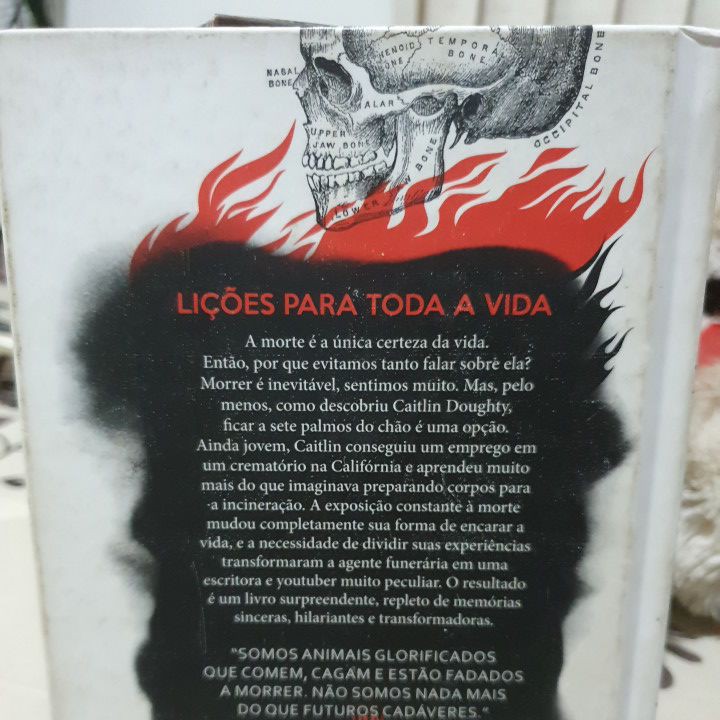 HENOID BONE
TEMPORA BONE
NASAL BONE
ALAR
OCCIPITAL BONE
UPPER JAW BONE
LOWER JAW BONE
LIÇÕES PARA TODA A VIDA
A morte é a única certeza da vida.
Então, por que evitamos tanto falar sobre ela?
Morrer é inevitável, sentimos muito. Mas, pelo
menos, como descobriu Caitlin Doughty,
ficar a sete palmos do chão é uma opção.
Ainda jovem, Caitlin conseguiu um emprego em
um crematório na Califórnia e aprendeu muito
mais do que imaginava preparando corpos para
a incineração. A exposição constante à morte
mudou completamente sua forma de encarar a
vida, e a necessidade de dividir suas experiências
transformaram a agente funerária em uma
escritora e youtuber muito peculiar. O resultado
é um livro surpreendente, repleto de memórias
sinceras, hilariantes e transformadoras.
"SOMOS ANIMAIS GLORIFICADOS
QUE COMEM, CAGAM E ESTÃO FADADOS
A MORRER. NÃO SOMOS NADA MAIS
DO QUE FUTUROS CADÁVERES."